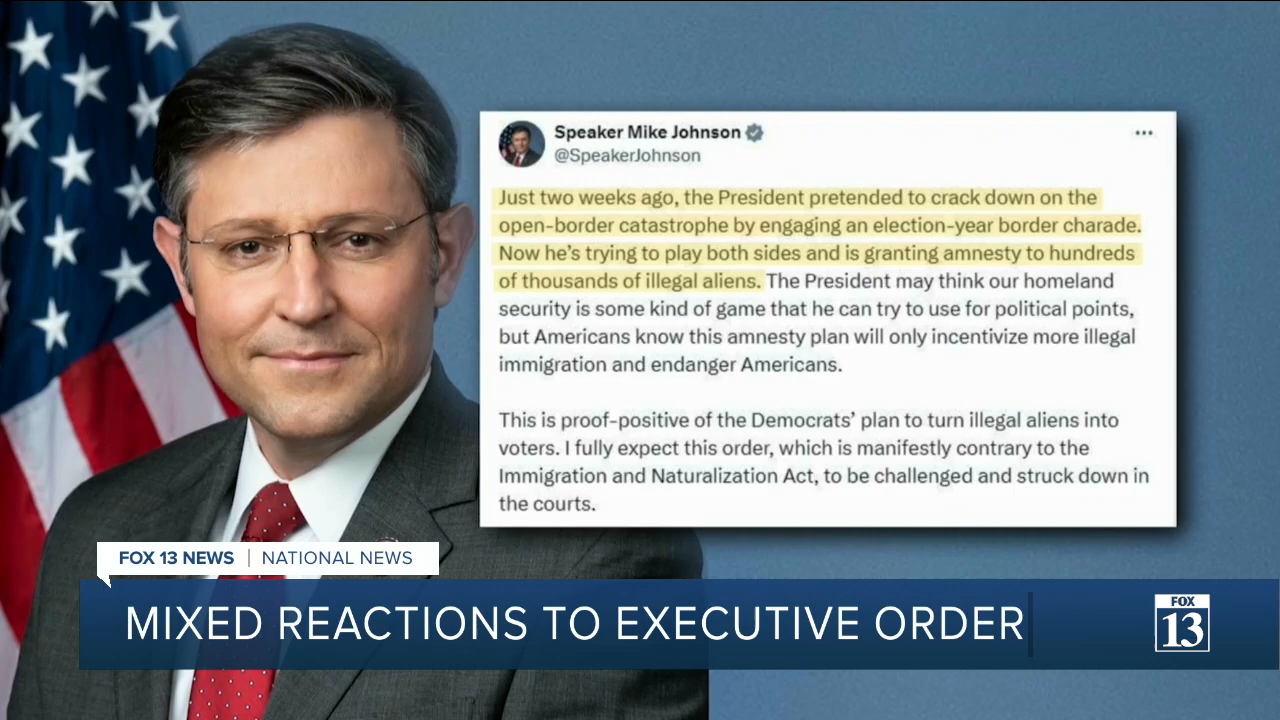 Speaker Mike Johnson
@SpeakerJohnson
Just two weeks ago, the President pretended to crack down on the
open-border catastrophe by engaging an election-year border charade.
Now he's trying to play both sides and is granting amnesty to hundreds
of thousands of illegal aliens. The President may think our homeland
security is some kind of game that he can try to use for political points,
but Americans know this amnesty plan will only incentivize more illegal
immigration and endanger Americans.
This is proof-positive of the Democrats' plan to turn illegal aliens into
voters. I fully expect this order, which is manifestly contrary to the
Immigration and Naturalization Act, to be challenged and struck down in
the courts.
FOX 13 NEWS | NATIONAL NEWS
MIXED REACTIONS TO EXECUTIVE ORDER
FOX
13